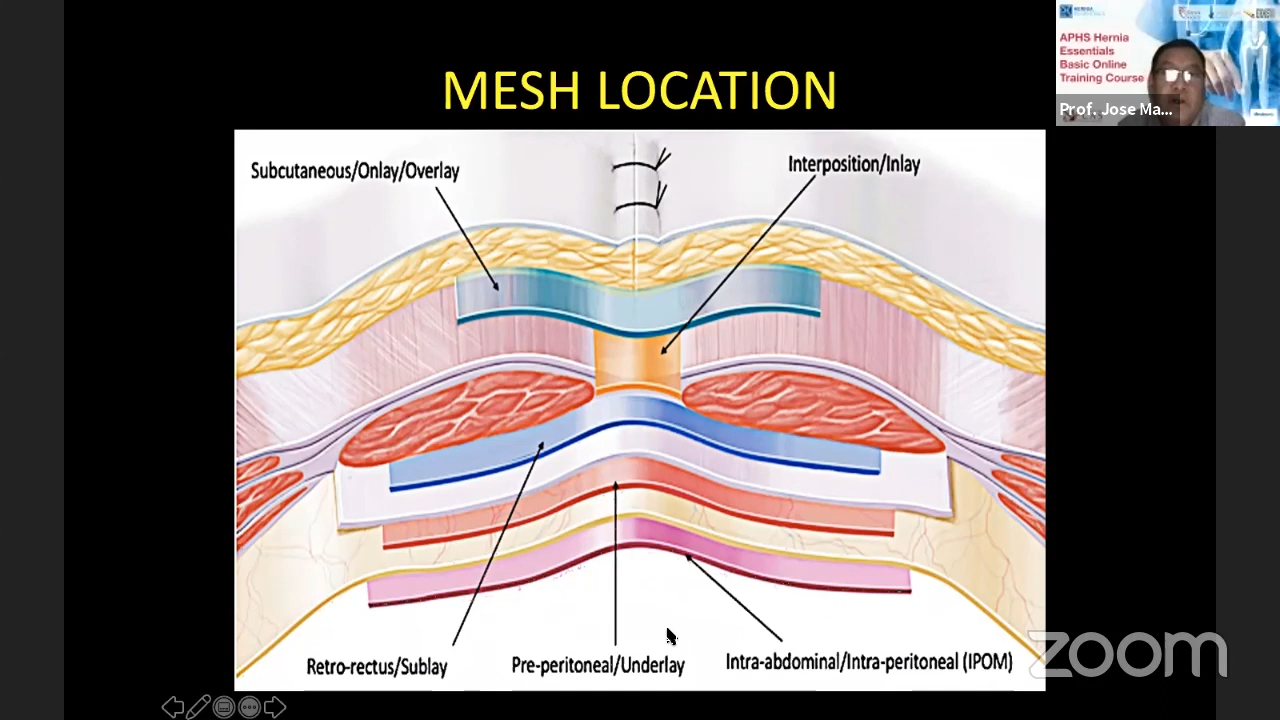 MESH LOCATION
APHS Hernia
Essentials
Basic Online
Training Course
Prof. Jose Ma...
Subcutaneous/Onlay/Overlay
Interposition/Inlay
Retro-rectus/Sublay
Pre-peritoneal/Underlay
Intra-abdominal/Intra-peritoneal (IPOM)
zoom